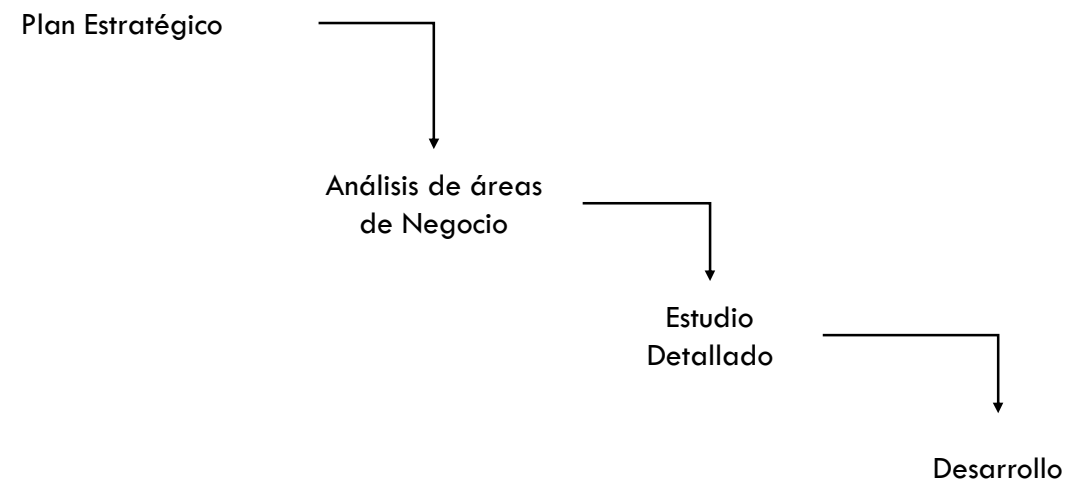 Plan Estratégico
Análisis de áreas
de Negocio
Estudio
Detallado
Desarrollo